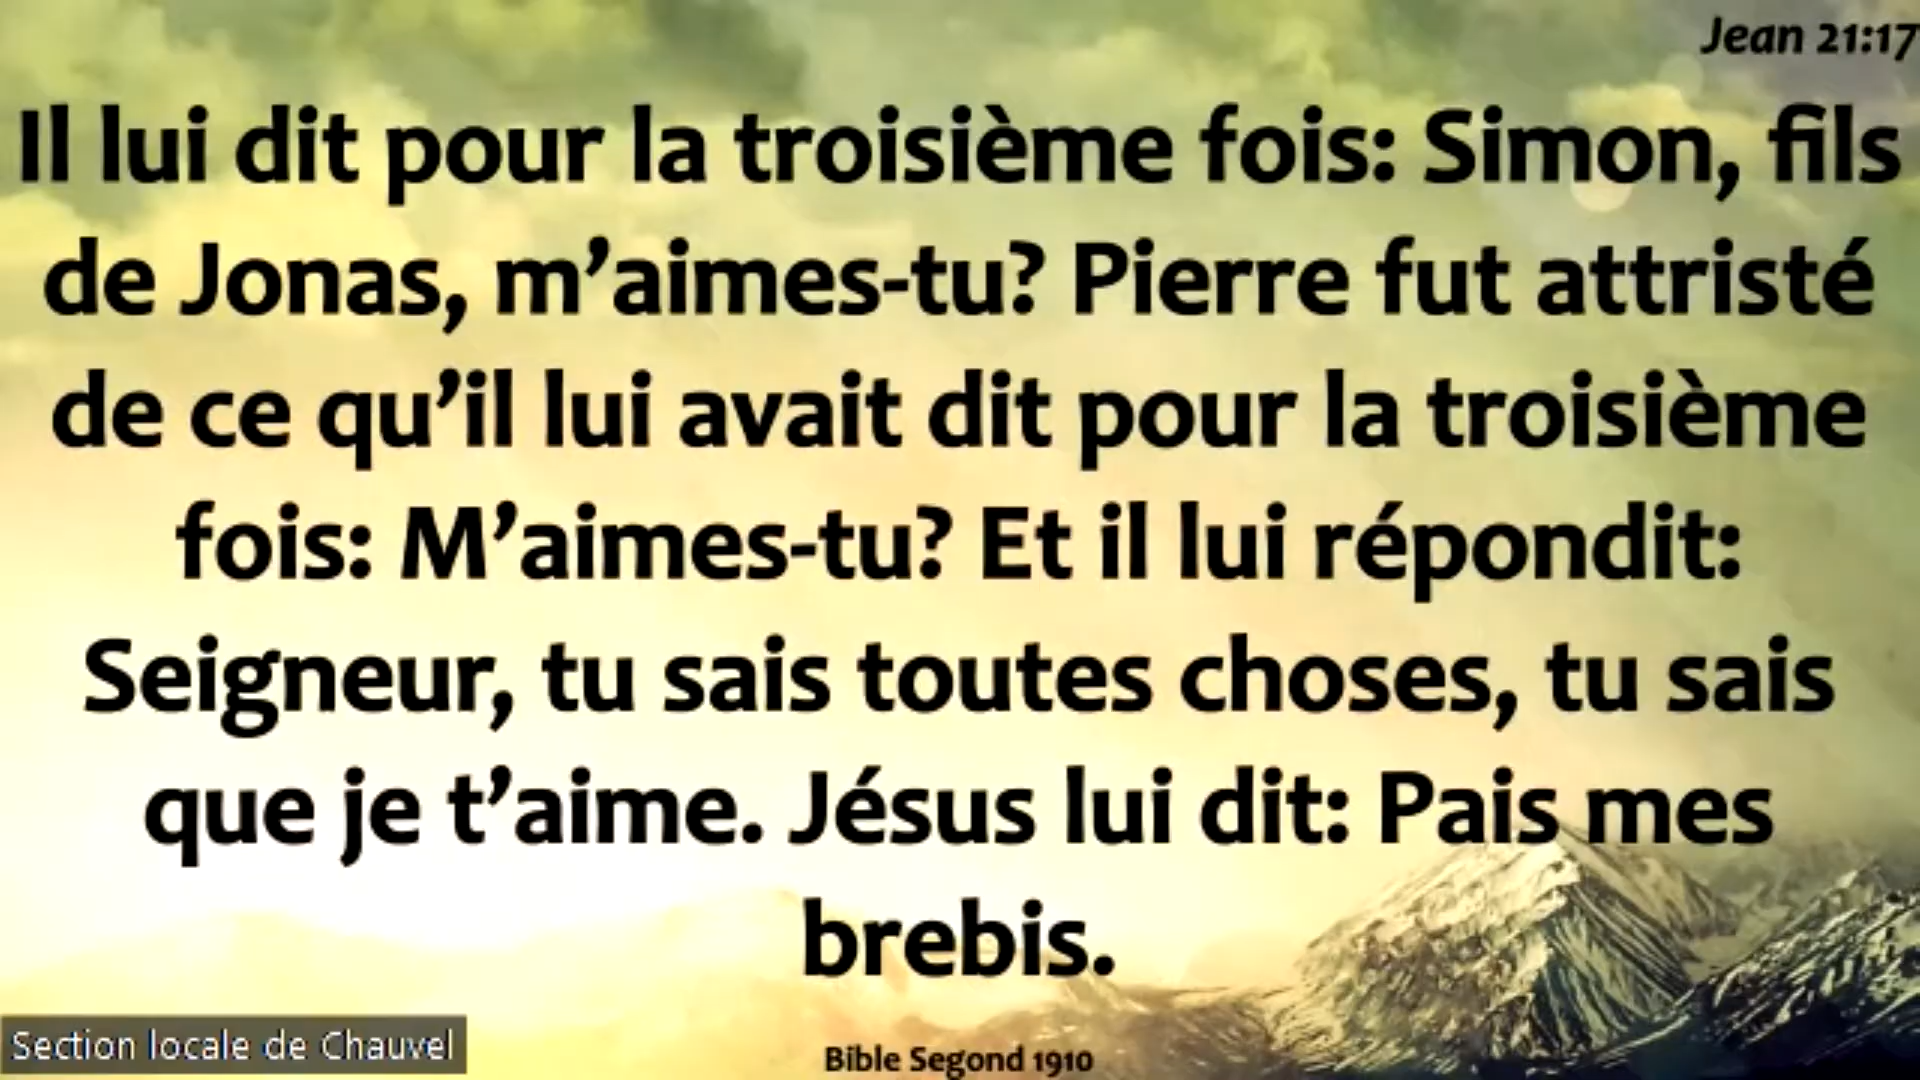 Jean 21:17
Il lui dit pour la troisième fois: Simon, fils
de Jonas, m’aimes-tu? Pierre fut attristé
de ce qu’il lui avait dit pour la troisième
fois: M’aimes-tu? Et il lui répondit:
Seigneur, tu sais toutes choses, tu sais
que je t’aime. Jésus lui dit: Pais mes
brebis.
Section locale de Chauvel
Bible Segond 1910